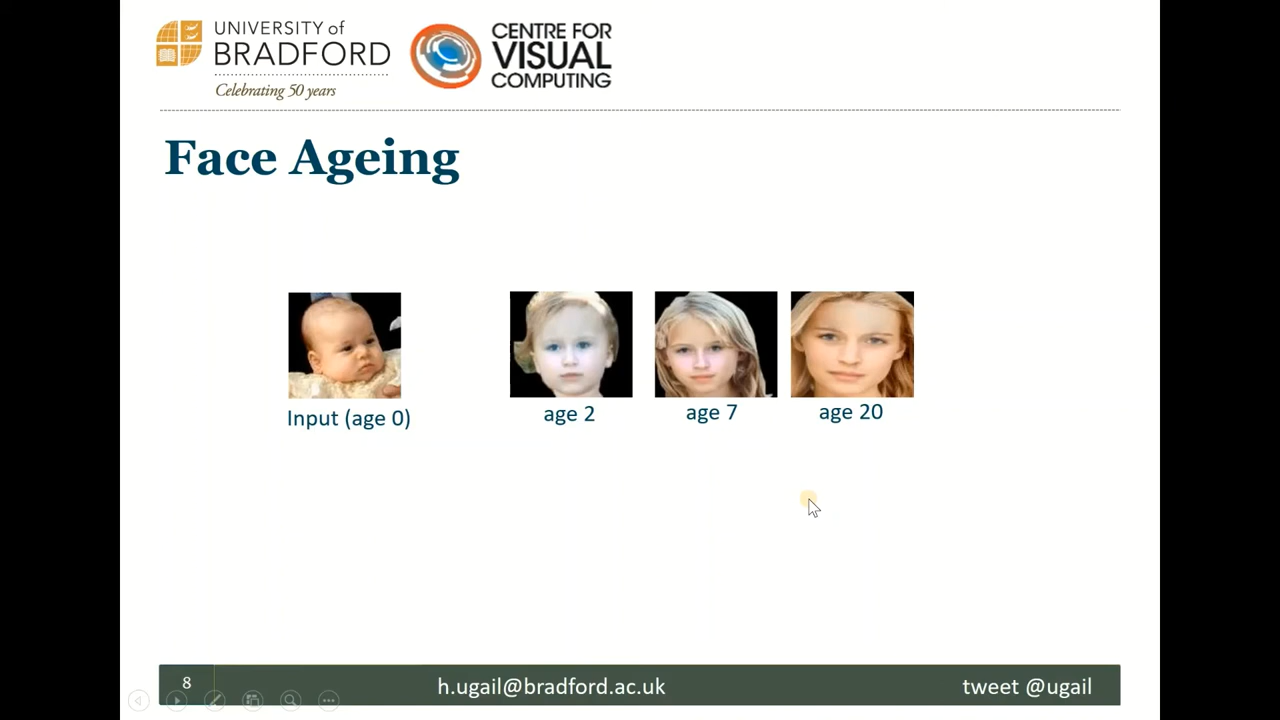 UNIVERSITY of
BRADFORD
Celebrating 50 years
CENTRE FOR
VISUAL
COMPUTING
Face Ageing
Input (age 0)
age 2
age 7
age 20
8
h.ugail@bradford.ac.uk
tweet @ugail